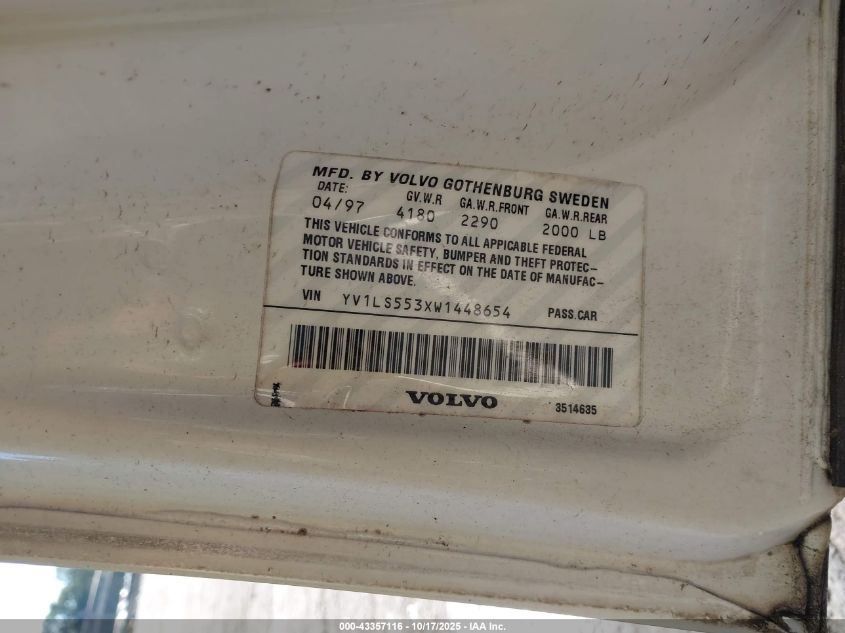 MFD. BY VOLVO GOTHENBURG SWEDEN
DATE: GV.W.R GA.W.R.FRONT GA.W.R.REAR
04/97 4180 2290 2000 LB
THIS VEHICLE CONFORMS TO ALL APPLICABLE FEDERAL
MOTOR VEHICLE SAFETY, BUMPER AND THEFT PROTEC-
TION STANDARDS IN EFFECT ON THE DATE OF MANUFAC-
TURE SHOWN ABOVE.
VIN YV1LS553XW1448654 PASS.CAR
VOLVO
3514635
000-43357116 - 10/17/2025 - IAA Inc.